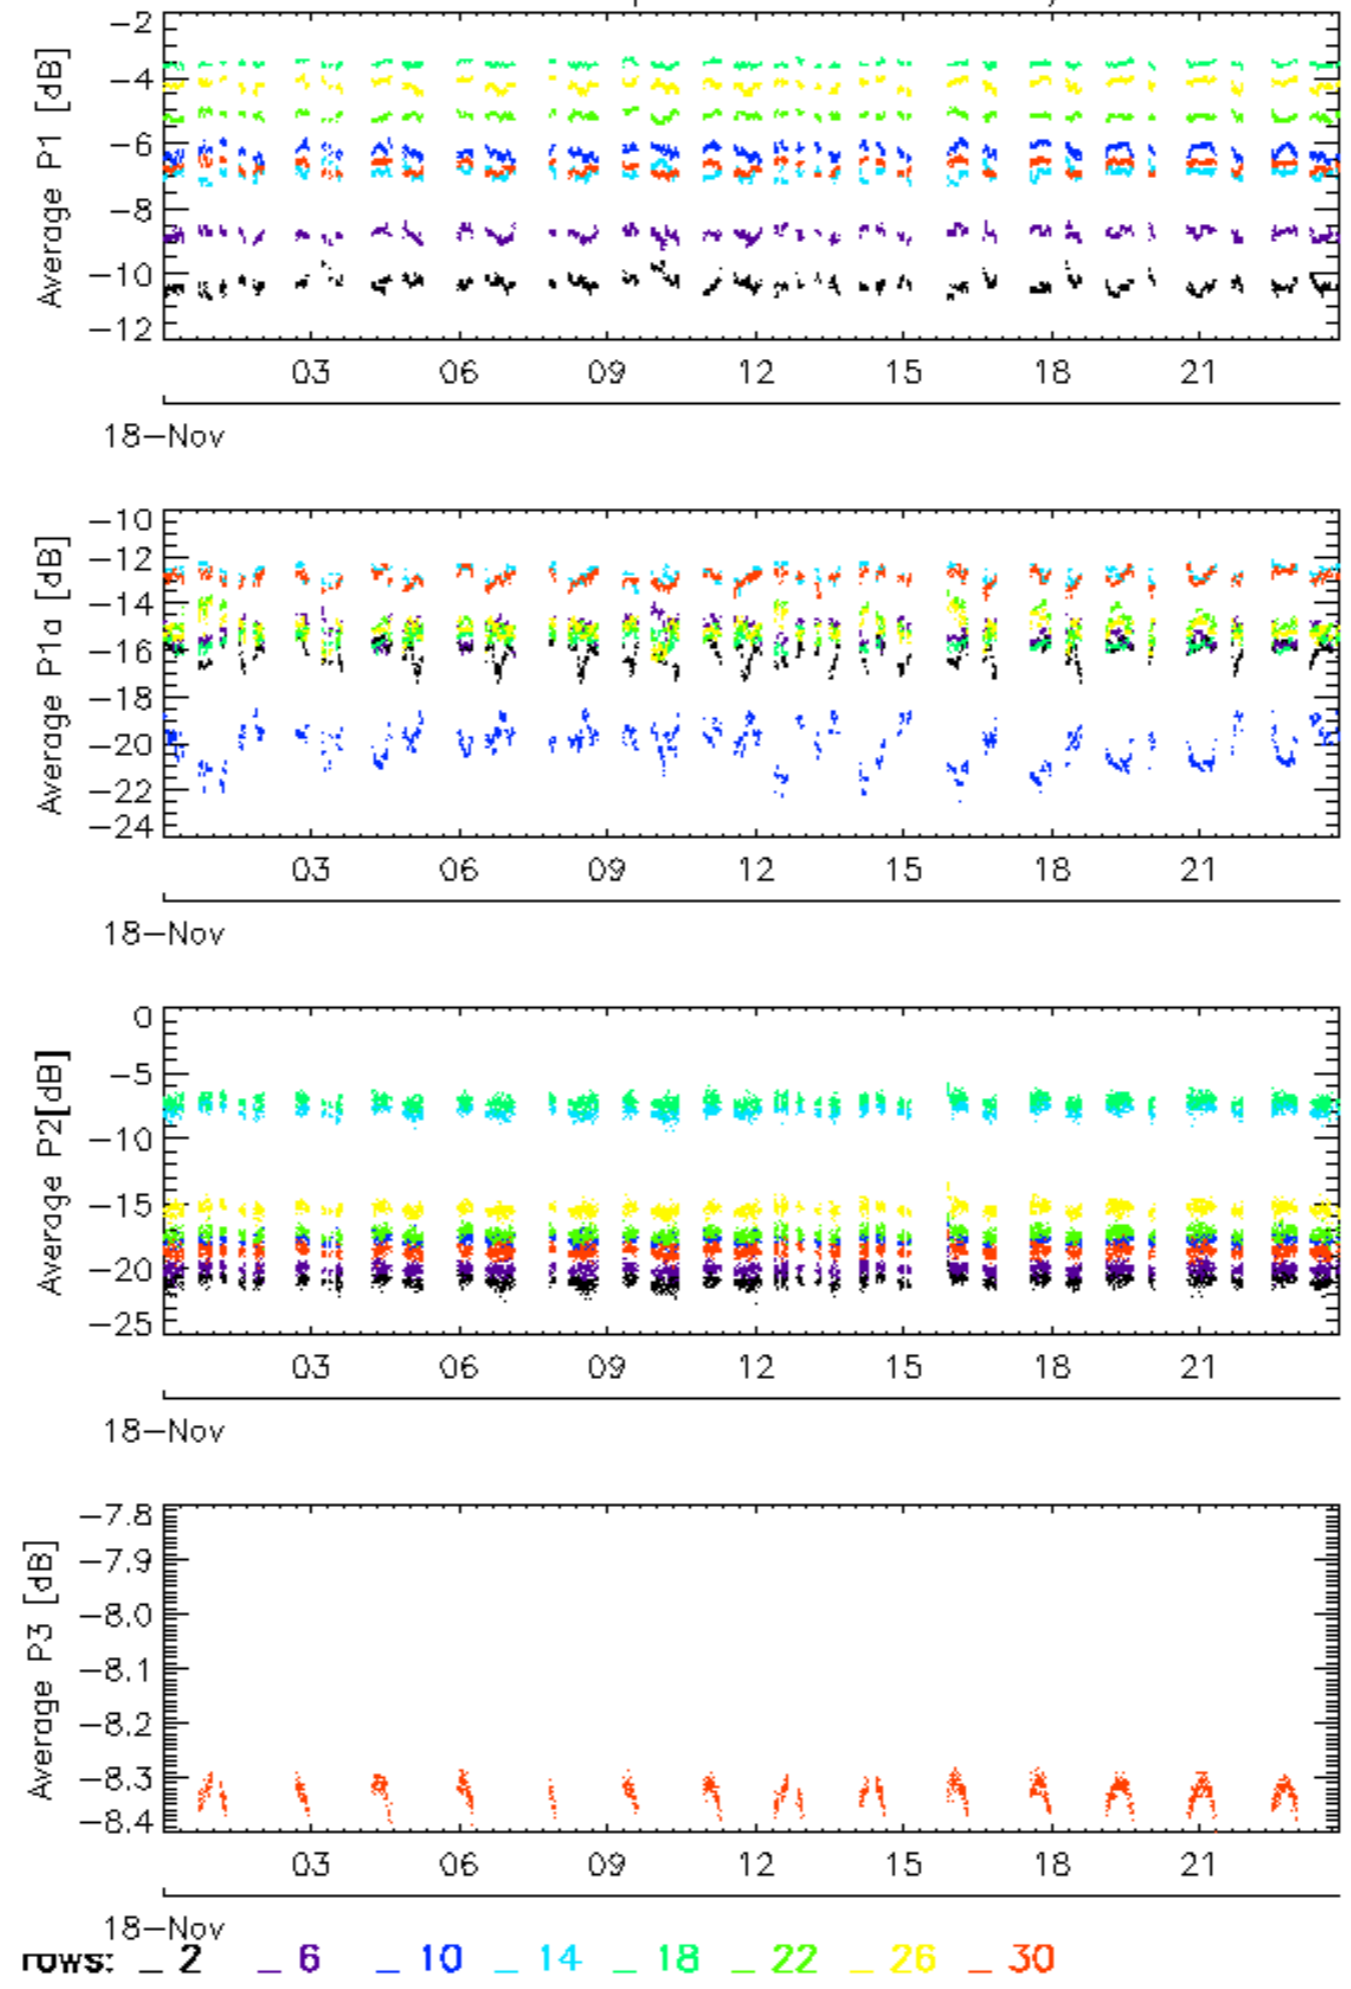 Average P1 [dB]
-2
-4
-6
-8
-10
-12
03 06 09 12 15 18 21
18-Nov
Average P1a [dB]
-10
-12
-14
-16
-18
-20
-22
-24
03 06 09 12 15 18 21
18-Nov
Average P2[dB]
0
-5
-10
-15
-20
-25
03 06 09 12 15 18 21
18-Nov
Average P3 [dB]
-7.8
-7.9
-8.0
-8.1
-8.2
-8.3
-8.4
03 06 09 12 15 18 21
18-Nov
rows: _ 2 _ 6 _ 10 _ 14 _ 18 _ 22 _ 26 _ 30